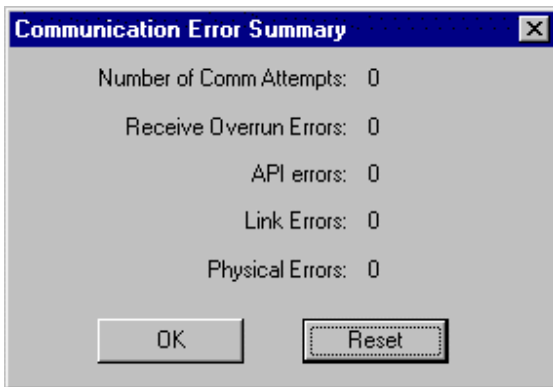 Communication Error Summary
Number of Comm Attempts: 0
Receive Overrun Errors: 0
API errors: 0
Link Errors: 0
Physical Errors: 0
OK Reset